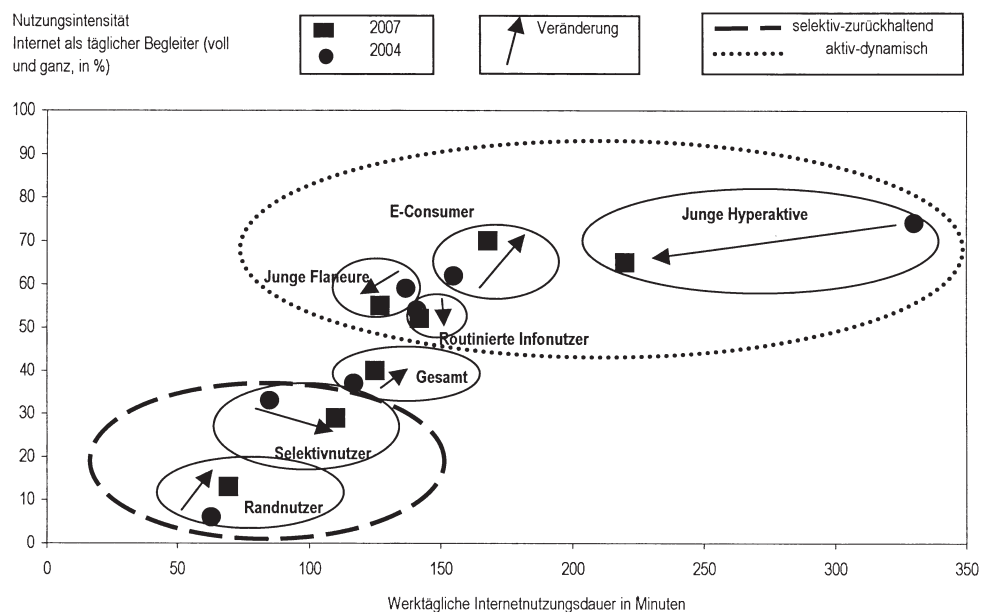 Nutzungsintensität
Internet als täglicher Begleiter (voll
und ganz, in %)
2007
2004
Veränderung
selektiv-zurückhaltend
aktiv-dynamisch
100
90
80
70
60
50
40
30
20
10
0
E-Consumer
Junge Hyperaktive
Junge Flaneure
Routinierte Infonutzer
Gesamt
Selektivnutzer
Randnutzer
0 50 100 150 200 250 300 350
Werktägliche Internetnutzungsdauer in Minuten